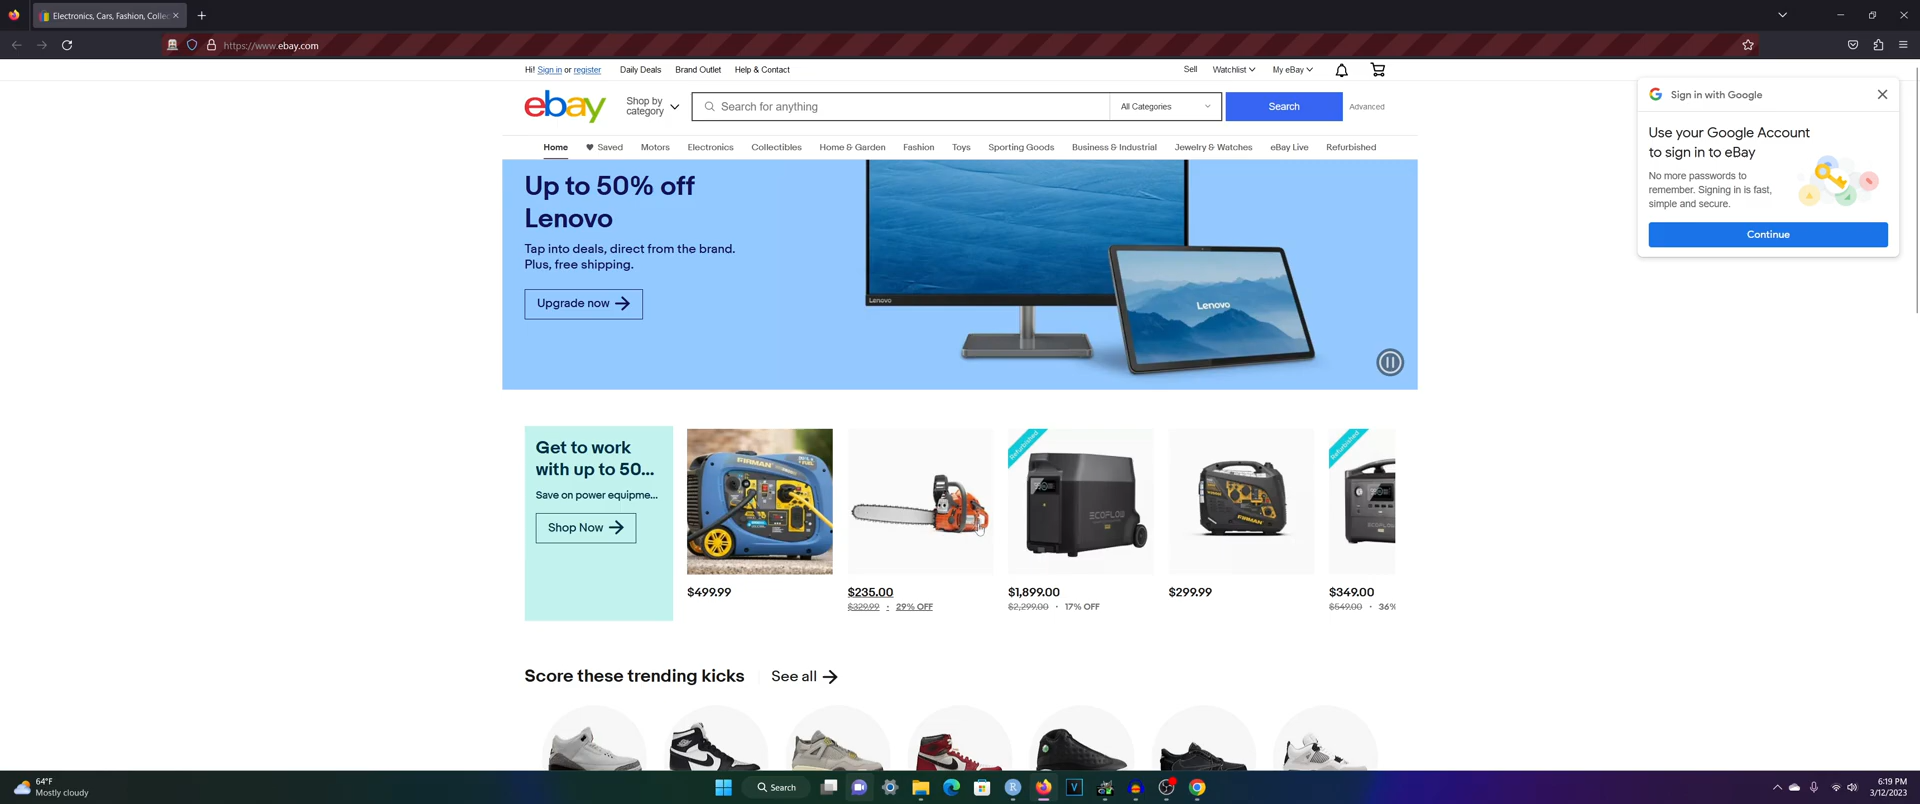 Electronics, Cars, Fashion, Collec
https://www.ebay.com
Hi! Sign in or register
Daily Deals
Brand Outlet
Help & Contact
Sell
Watchlist
My eBay
ebay
Shop by
category
Search for anything
All Categories
Search
Advanced
Home
Saved
Motors
Electronics
Collectibles
Home & Garden
Fashion
Toys
Sporting Goods
Business & Industrial
Jewelry & Watches
eBay Live
Refurbished
Sign in with Google
Use your Google Account
to sign in to eBay
No more passwords to
remember. Signing in is fast,
simple and secure.
Continue
Up to 50% off
Lenovo
Tap into deals, direct from the brand.
Plus, free shipping.
Upgrade now
Lenovo
Lenovo
Get to work
with up to 50...
Save on power equipme...
Shop Now
FIRMAN
Refurbished
ECOFLOW
FIRMAN
Refurbished
$499.99
$235.00
$329.99 · 29% OFF
$1,899.00
$2,299.00 · 17% OFF
$299.99
$349.00
$549.00 · 36%
Score these trending kicks
See all
64°F
Mostly cloudy
Search
6:19 PM
3/12/2023